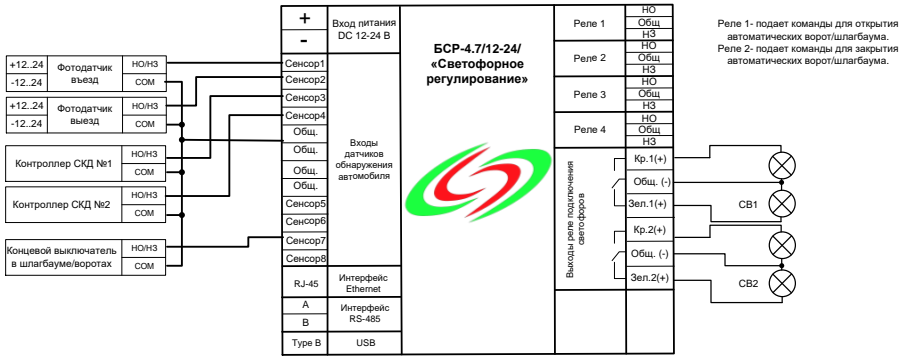 +12..24
-12..24
Фотодатчик
въезд
НО/НЗ
COM
+12..24
-12..24
Фотодатчик
выезд
НО/НЗ
COM
Контроллер СКД №1
НО/НЗ
COM
Контроллер СКД №2
НО/НЗ
COM
Концевой выключатель
в шлагбауме/воротах
НО/НЗ
COM
+
-
Вход питания
DC 12-24 В
Сенсор1
Сенсор2
Сенсор3
Сенсор4
Общ.
Общ.
Общ.
Общ.
Сенсор5
Сенсор6
Сенсор7
Сенсор8
Входы
датчиков
обнаружения
автомобиля
RJ-45
Интерфейс
Ethernet
A
B
Интерфейс
RS-485
Type B
USB
БСР-4.7/12-24/
«Светофорное
регулирование»
Реле 1
НО
Общ
НЗ
Реле 2
НО
Общ
НЗ
Реле 3
НО
Общ
НЗ
Реле 4
НО
Общ
НЗ
Выходы реле подключения
светофоров
Кр.1(+)
Общ. (-)
Зел.1(+)
Кр.2(+)
Общ. (-)
Зел.2(+)
СВ1
СВ2
Реле 1- подает команды для открытия
автоматических ворот/шлагбаума.
Реле 2- подает команды для закрытия
автоматических ворот/шлагбаума.